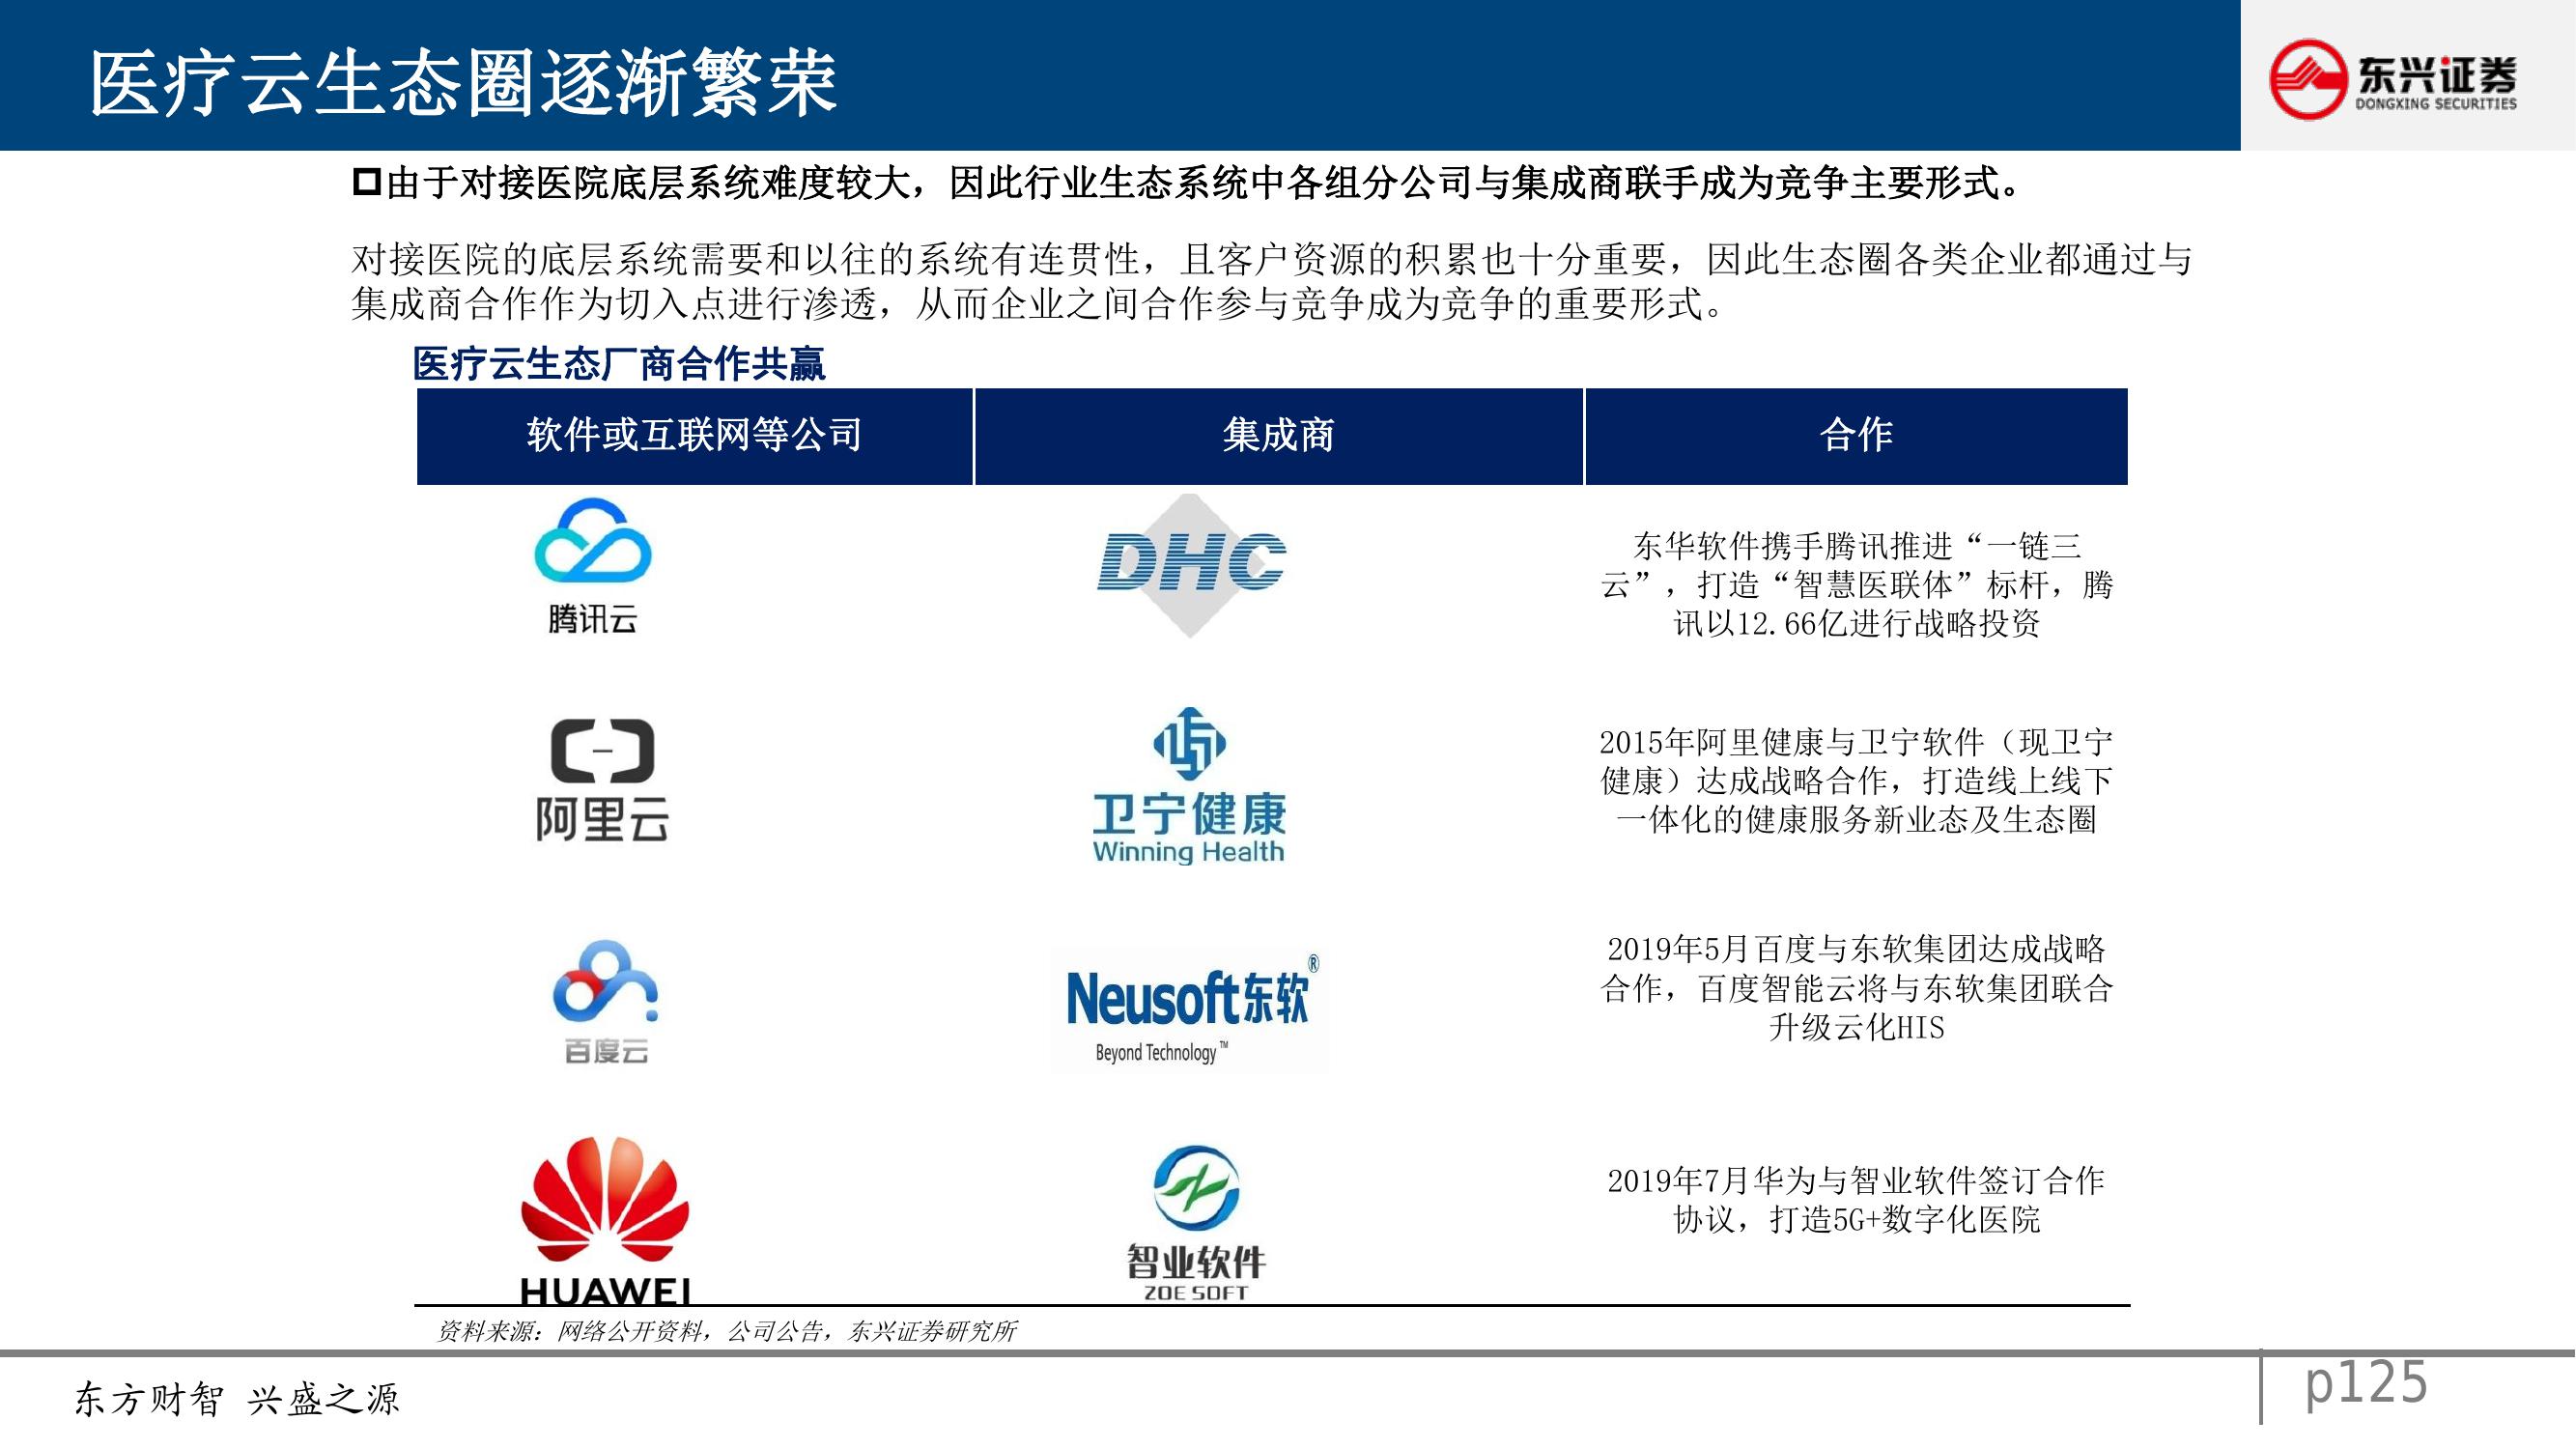 医疗云生态圈逐渐繁荣
东兴证券
DONGXING SECURITIES
由于对接医院底层系统难度较大，因此行业生态系统中各组分公司与集成商联手成为竞争主要形式。
对接医院的底层系统需要和以往的系统有连贯性，且客户资源的积累也十分重要，因此生态圈各类企业都通过与
集成商合作作为切入点进行渗透，从而企业之间合作参与竞争成为竞争的重要形式。
医疗云生态厂商合作共赢
软件或互联网等公司 集成商 合作
腾讯云
DHC
东华软件携手腾讯推进“一链三
云”，打造“智慧医联体”标杆，腾
讯以12.66亿进行战略投资
阿里云
卫宁健康
Winning Health
2015年阿里健康与卫宁软件（现卫宁
健康）达成战略合作，打造线上线下
一体化的健康服务新业态及生态圈
百度云
Neusoft东软®
Beyond Technology™
2019年5月百度与东软集团达成战略
合作，百度智能云将与东软集团联合
升级云化HIS
HUAWEI
智业软件
ZOE SOFT
2019年7月华为与智业软件签订合作
协议，打造5G+数字化医院
资料来源：网络公开资料，公司公告，东兴证券研究所
东方财智 兴盛之源
p125